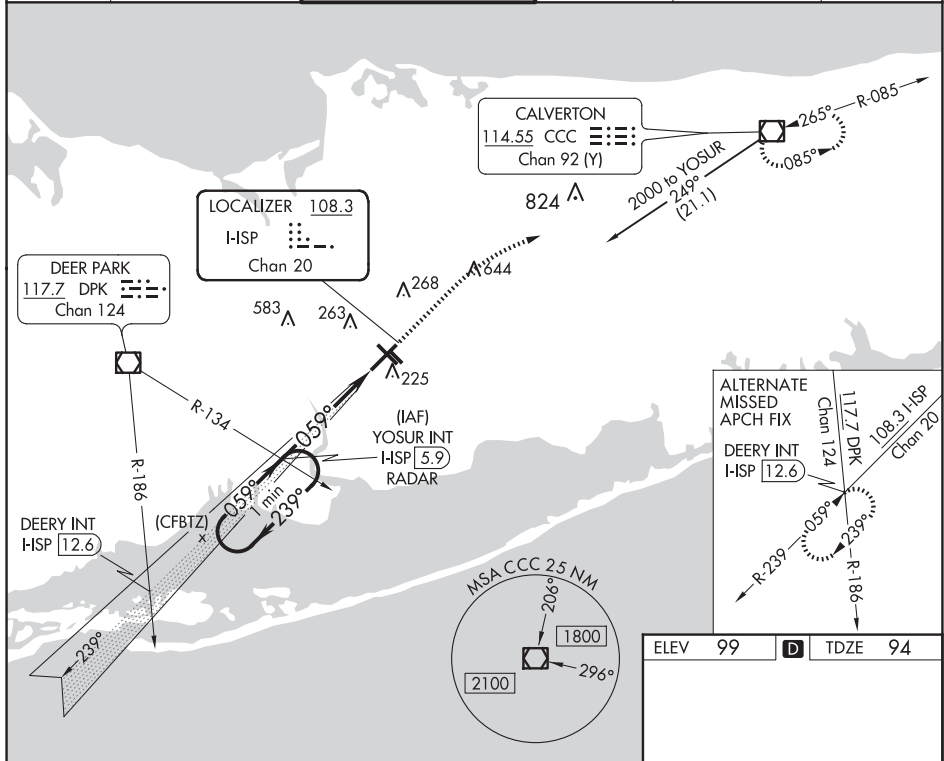 CALVERTON
114.55 CCC
Chan 92 (Y)
265°
R-085
085°
2000 to YOSUR
249°
(21.1)
824
LOCALIZER 108.3
I-ISP
Chan 20
DEER PARK
117.7 DPK
Chan 124
583
263
268
644
225
R-134
R-186
059°
(IAF)
YOSUR INT
I-ISP 5.9
RADAR
059°
1 min
239°
(CFBTZ)
x
DEERY INT
I-ISP 12.6
239°
ALTERNATE
MISSED
APCH FIX
117.7 DPK
Chan 124
108.3 I-ISP
Chan 20
DEERY INT
I-ISP 12.6
059°
239°
R-239
R-186
MSA CCC 25 NM
206°
1800
296°
2100
ELEV 99 D TDZE 94